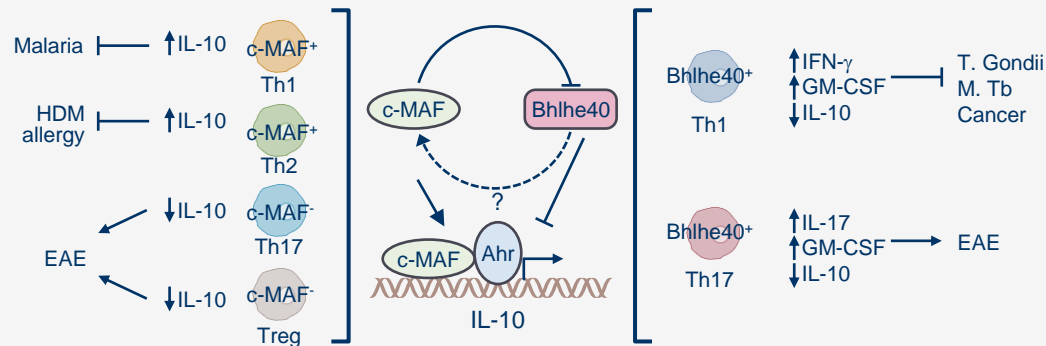 Malaria
IL-10
c-MAF+
Th1
HDM
allergy
IL-10
c-MAF+
Th2
EAE
IL-10
c-MAF-
Th17
IL-10
c-MAF-
Treg
c-MAF
Bhlhe40
?
c-MAF
Ahr
IL-10
Bhlhe40+
Th1
IFN-γ
GM-CSF
IL-10
T. Gondii
M. Tb
Cancer
Bhlhe40+
Th17
IL-17
GM-CSF
IL-10
EAE